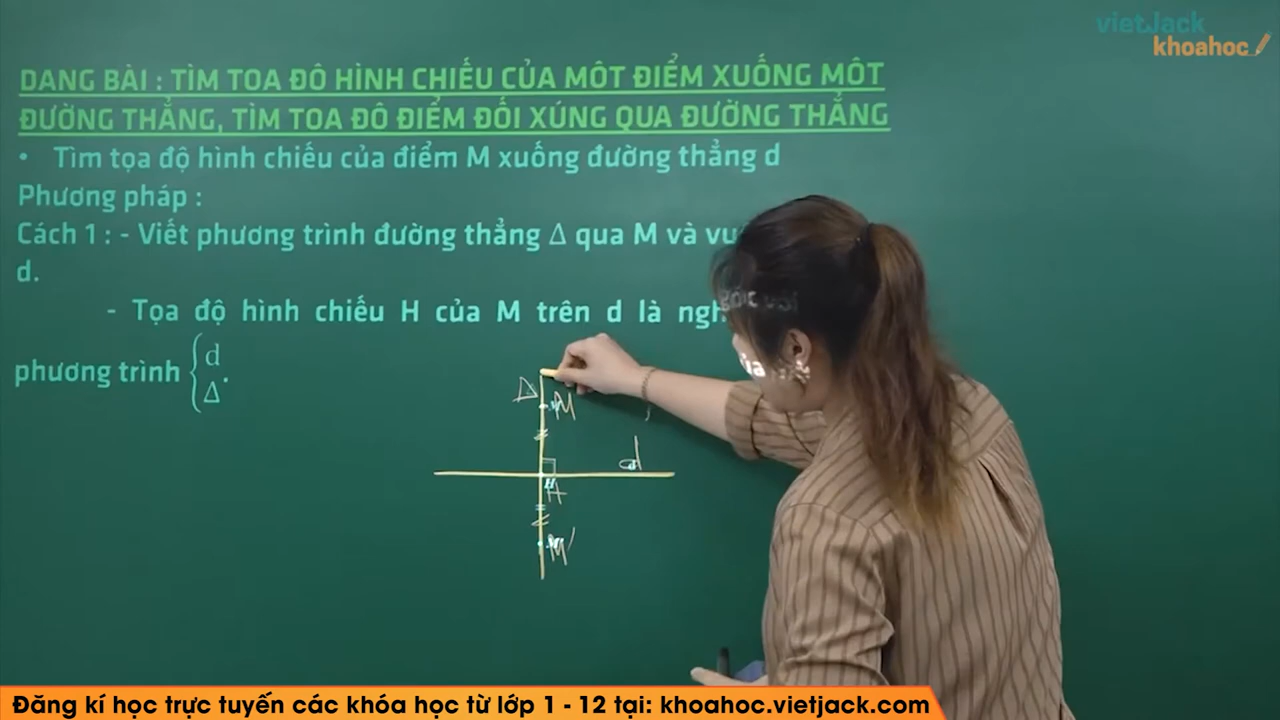 vietJack
khoahoc
DẠNG BÀI : TÌM TỌA ĐỘ HÌNH CHIẾU CỦA MỘT ĐIỂM XUỐNG MỘT
ĐƯỜNG THẲNG, TÌM TỌA ĐỘ ĐIỂM ĐỐI XÚNG QUA ĐƯỜNG THẲNG
• Tìm tọa độ hình chiếu của điểm M xuống đường thẳng d
Phương pháp :
Cách 1 : - Viết phương trình đường thẳng Δ qua M và
d.
- Tọa độ hình chiếu H của M trên d là
phương trình { d
Δ .
Δ
M
d
H
M'
Đăng kí học trực tuyến các khóa học từ lớp 1 - 12 tại: khoahoc.vietjack.com